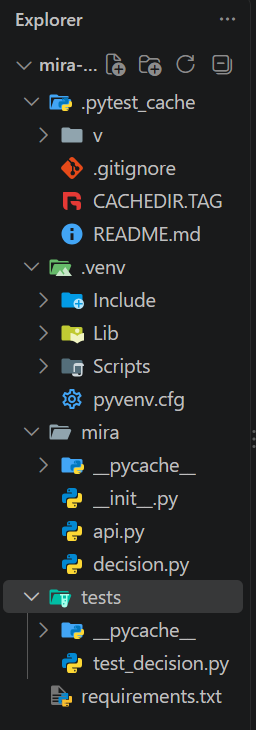 Explorer
mira-...
.pytest_cache
v
.gitignore
CACHEDIR.TAG
README.md
.venv
Include
Lib
Scripts
pyvenv.cfg
mira
__pycache__
__init__.py
api.py
decision.py
tests
__pycache__
test_decision.py
requirements.txt